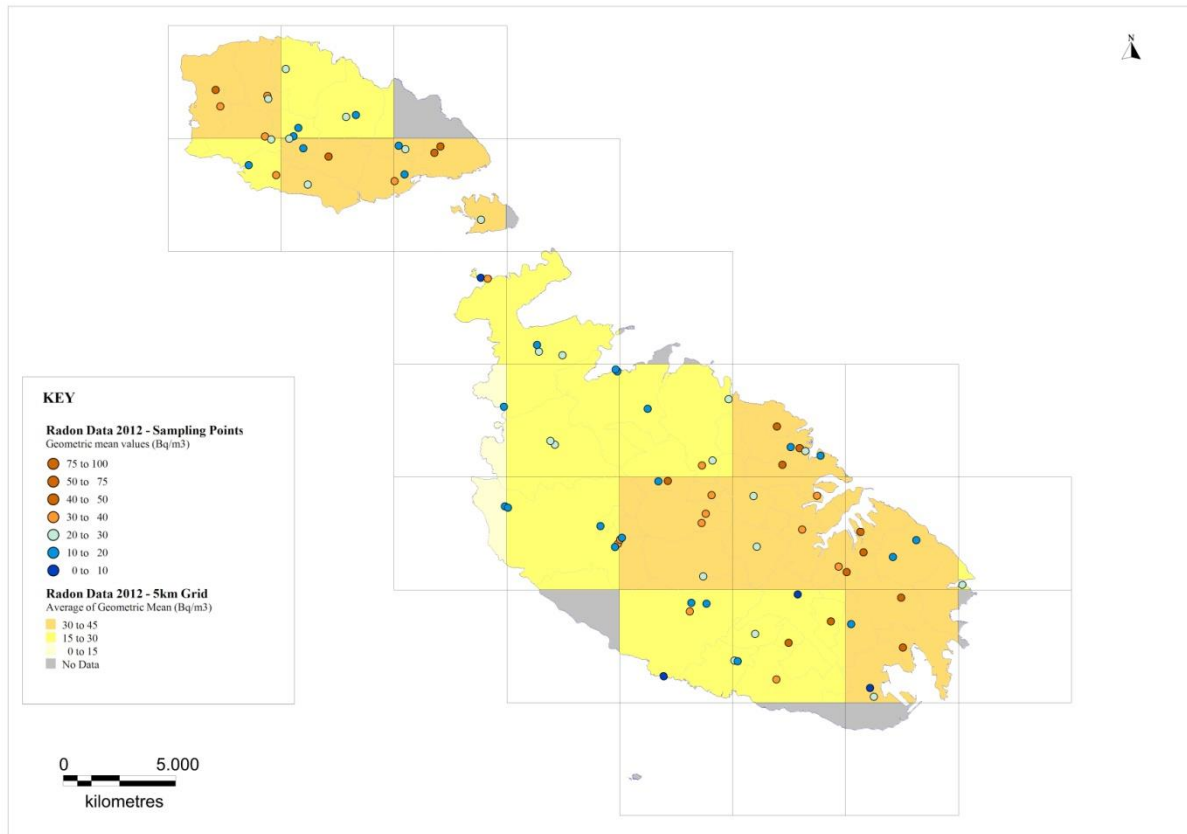 N
KEY
Radon Data 2012 - Sampling Points
Geometric mean values (Bq/m3)
75 to 100
50 to 75
40 to 50
30 to 40
20 to 30
10 to 20
0 to 10
Radon Data 2012 - 5km Grid
Average of Geometric Mean (Bq/m3)
30 to 45
15 to 30
0 to 15
No Data
0 5.000
kilometres